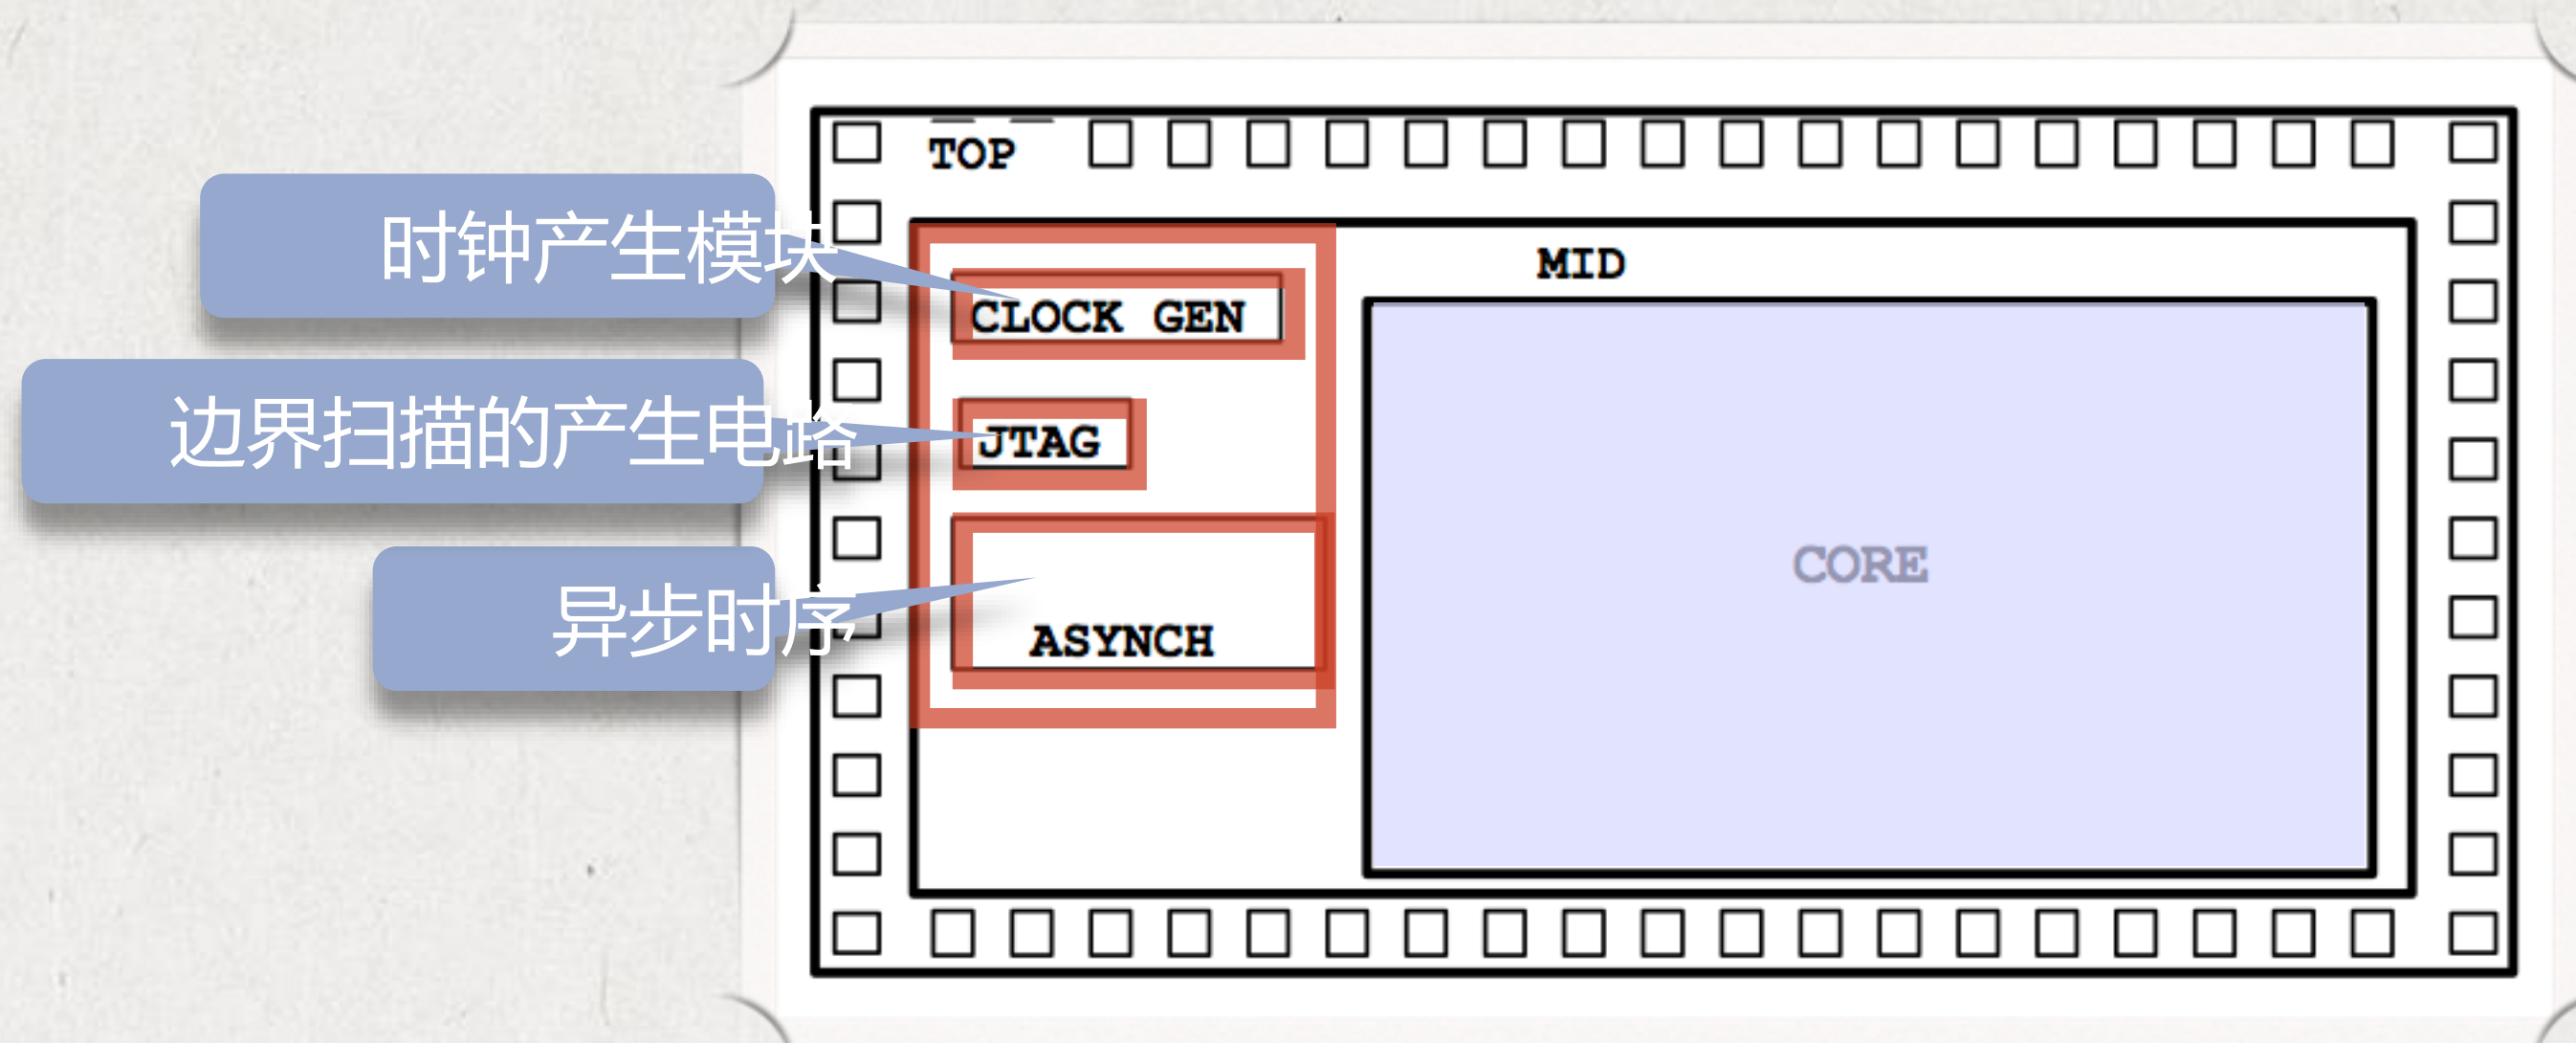 TOP
时钟产生模块
MID
CLOCK GEN
边界扫描的产生电路
JTAG
CORE
异步时序
ASYNCH